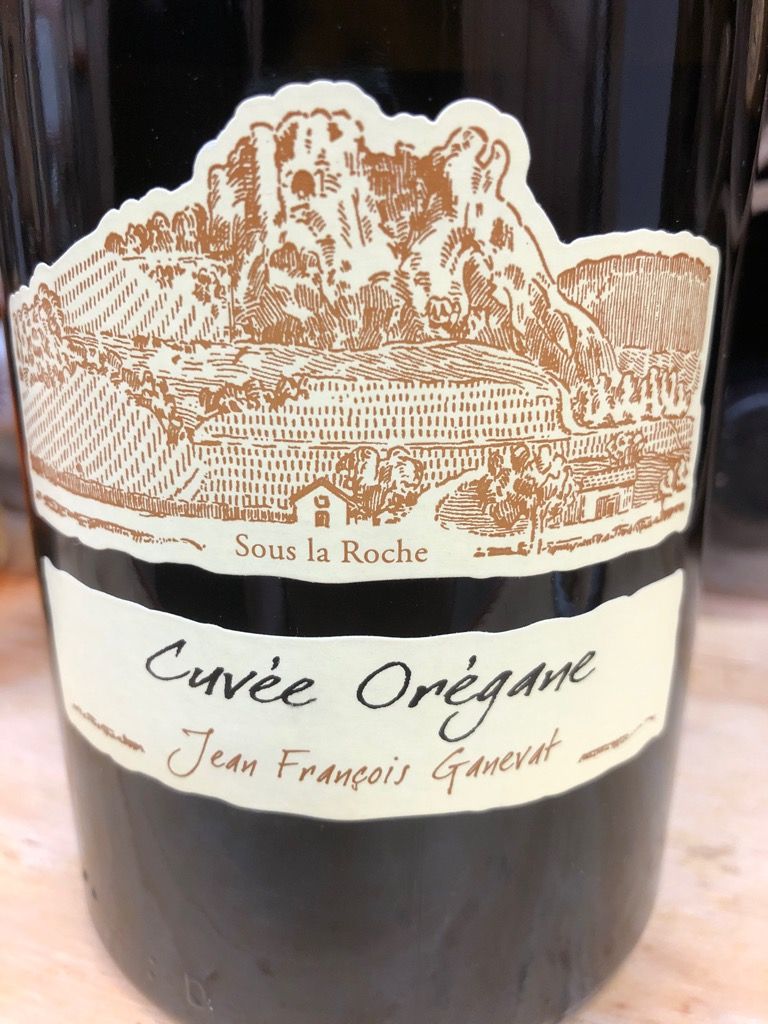 Sous la Roche
Cuvée Orégane
Jean François Ganevat